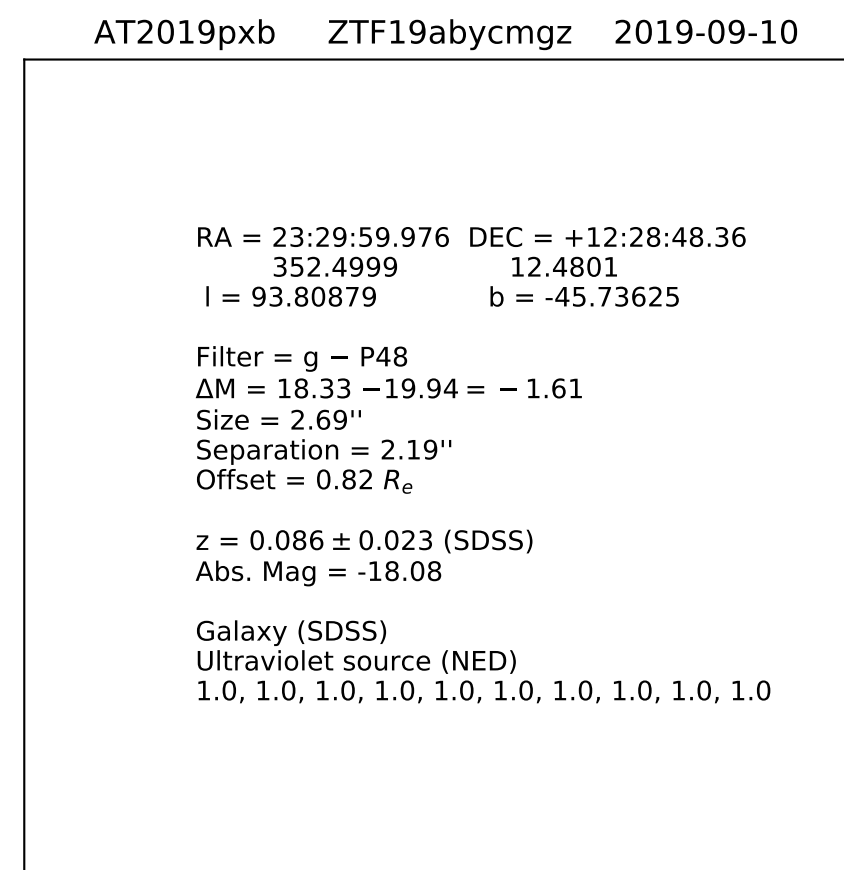 AT2019pxb ZTF19abycmgz 2019-09-10
RA = 23:29:59.976 DEC = +12:28:48.36
352.4999 12.4801
l = 93.80879 b = -45.73625
Filter = g − P48
ΔM = 18.33 −19.94 = − 1.61
Size = 2.69''
Separation = 2.19''
Offset = 0.82 Re
z = 0.086 ± 0.023 (SDSS)
Abs. Mag = -18.08
Galaxy (SDSS)
Ultraviolet source (NED)
1.0, 1.0, 1.0, 1.0, 1.0, 1.0, 1.0, 1.0, 1.0, 1.0